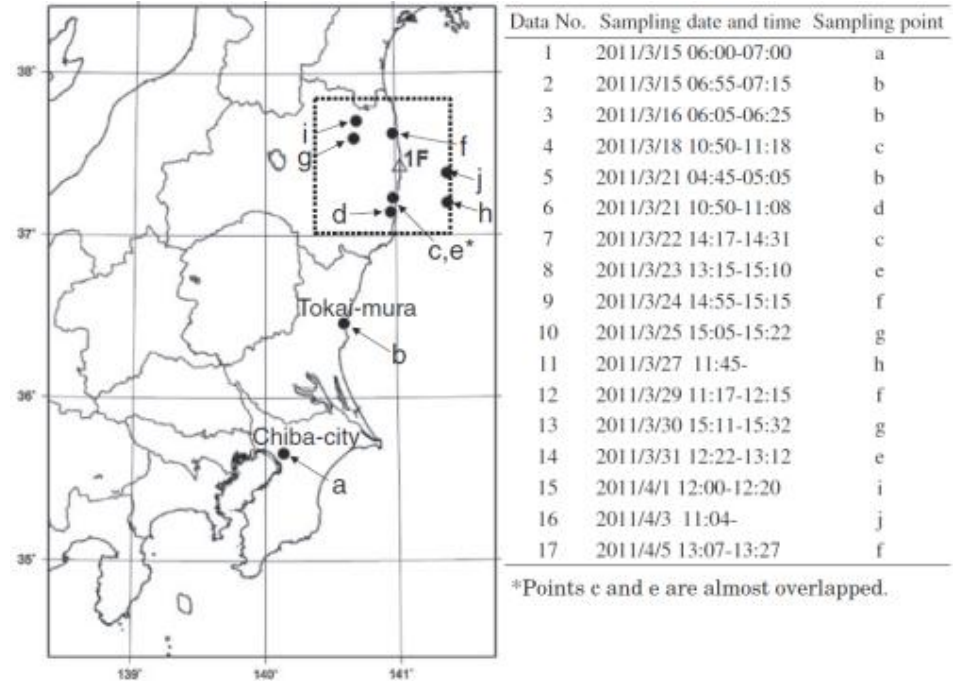 38°
37°
36°
35°
139°
140°
141°
i
g
f
1F
j
d
h
c,e*
Tokai-mura
b
Chiba-city
a
Data No. Sampling date and time Sampling point
1 2011/3/15 06:00-07:00 a
2 2011/3/15 06:55-07:15 b
3 2011/3/16 06:05-06:25 b
4 2011/3/18 10:50-11:18 c
5 2011/3/21 04:45-05:05 b
6 2011/3/21 10:50-11:08 d
7 2011/3/22 14:17-14:31 c
8 2011/3/23 13:15-15:10 e
9 2011/3/24 14:55-15:15 f
10 2011/3/25 15:05-15:22 g
11 2011/3/27 11:45- h
12 2011/3/29 11:17-12:15 f
13 2011/3/30 15:11-15:32 g
14 2011/3/31 12:22-13:12 e
15 2011/4/1 12:00-12:20 i
16 2011/4/3 11:04- j
17 2011/4/5 13:07-13:27 f
*Points c and e are almost overlapped.